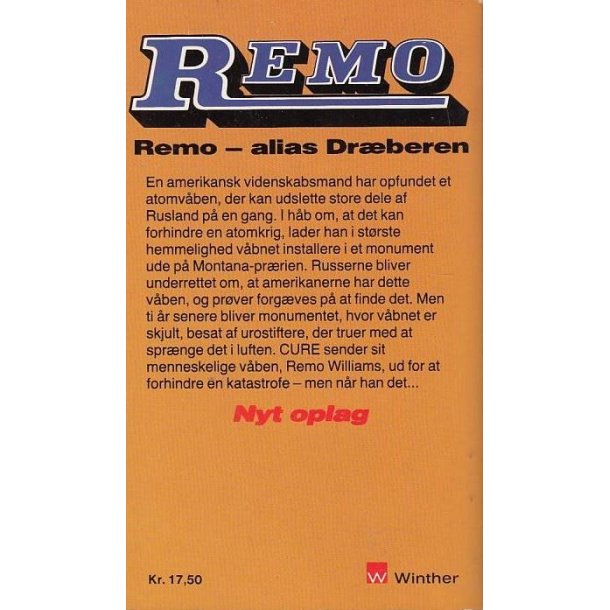 REMO
Remo – alias Dræberen
En amerikansk videnskabsmand har opfundet et
atomvåben, der kan udslette store dele af
Rusland på en gang. I håb om, at det kan
forhindre en atomkrig, lader han i største
hemmelighed våbnet installere i et monument
ude på Montana-prærien. Russerne bliver
underrettet om, at amerikanerne har dette
våben, og prøver forgæves på at finde det. Men
ti år senere bliver monumentet, hvor våbnet er
skjult, besat af urostiftere, der truer med at
sprænge det i luften. CURE sender sit
menneskelige våben, Remo Williams, ud for at
forhindre en katastrofe – men når han det...
Nyt oplag
Kr. 17,50
W Winther